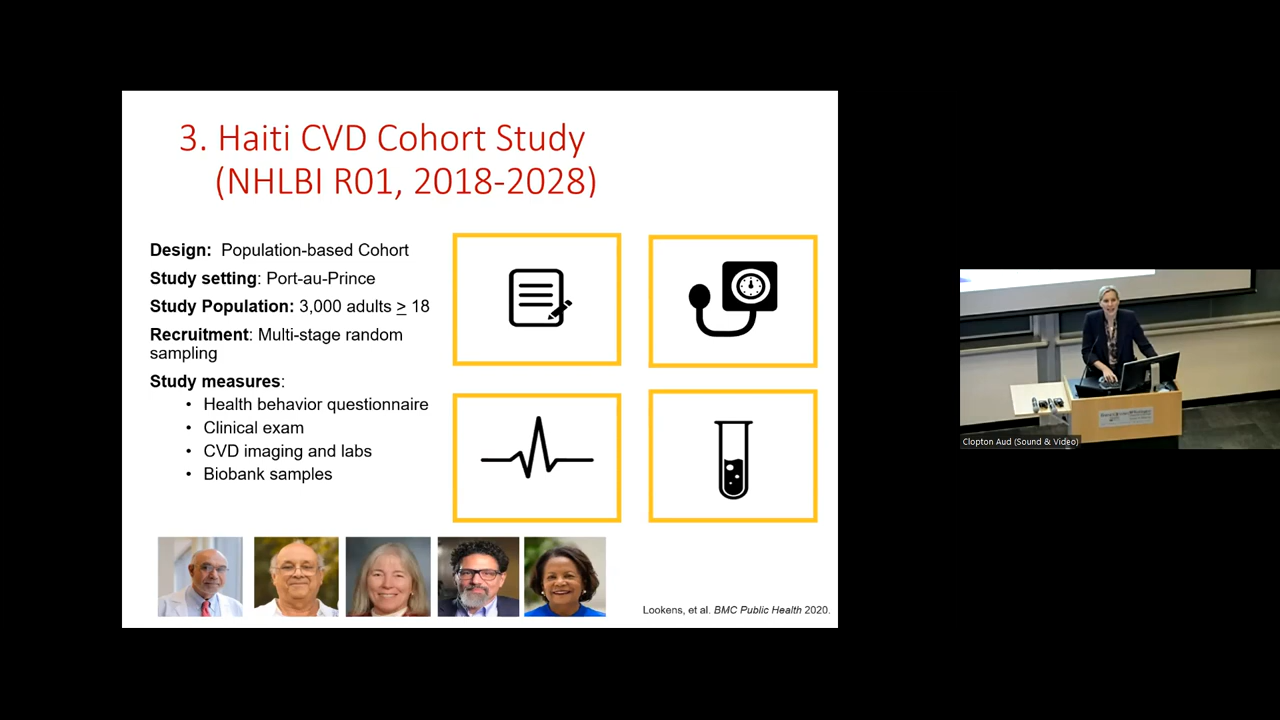 3. Haiti CVD Cohort Study
(NHLBI R01, 2018-2028)
Design: Population-based Cohort
Study setting: Port-au-Prince
Study Population: 3,000 adults ≥ 18
Recruitment: Multi-stage random
sampling
Study measures:
• Health behavior questionnaire
• Clinical exam
• CVD imaging and labs
• Biobank samples
Lookens, et al. BMC Public Health 2020.
Clopton Aud (Sound & Video)